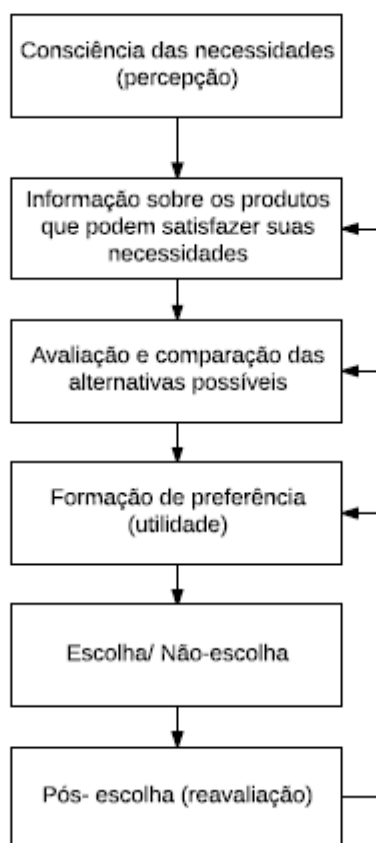 Consciência das necessidades
(percepção)
Informação sobre os produtos
que podem satisfazer suas
necessidades
Avaliação e comparação das
alternativas possíveis
Formação de preferência
(utilidade)
Escolha/ Não-escolha
Pós- escolha (reavaliação)